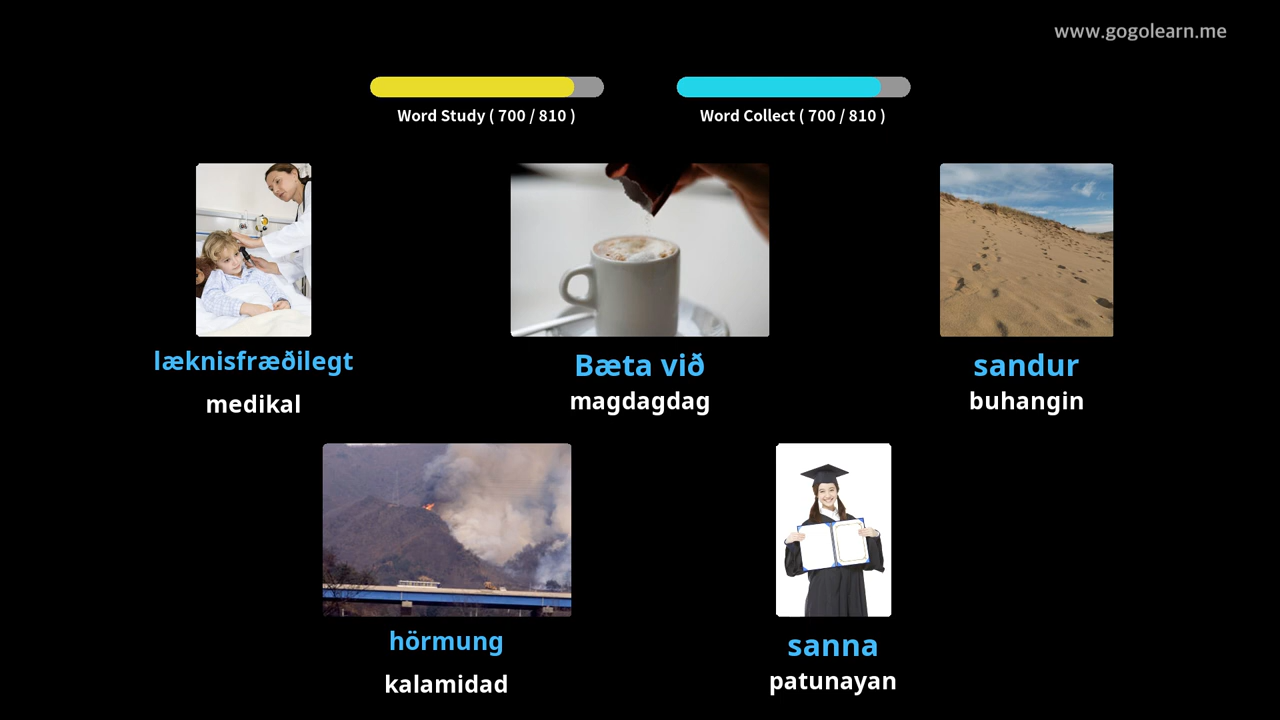 www.gogolearn.me
Word Study ( 700 / 810 )
Word Collect ( 700 / 810 )
læknisfræðilegt
medikal
Bæta við
magdagdag
sandur
buhangin
hörmung
kalamidad
sanna
patunayan